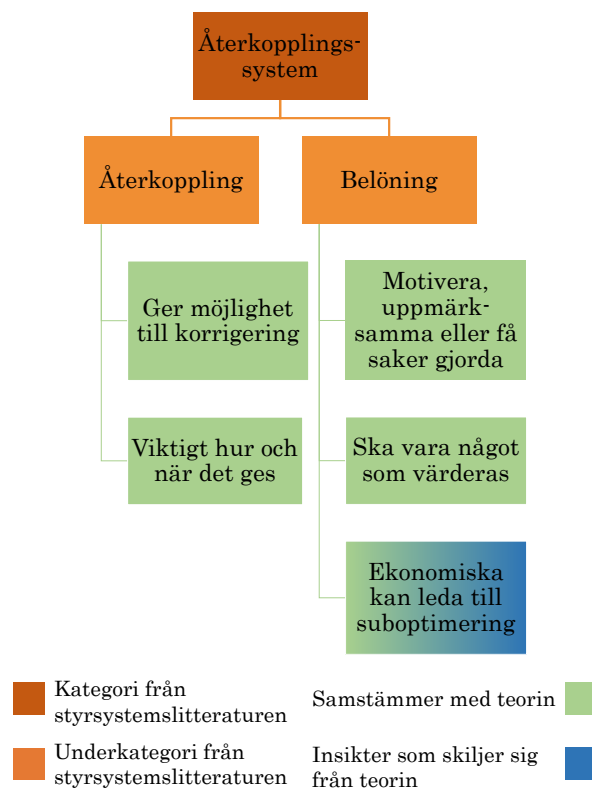 Återkopplings-
system
Återkoppling
Belöning
Ger möjlighet
till korrigering
Motivera,
uppmärk-
samma eller få
saker gjorda
Viktigt hur och
när det ges
Ska vara något
som värderas
Ekonomiska
kan leda till
suboptimering
Kategori från
styrsystemslitteraturen
Samstämmer med teorin
Underkategori från
styrsystemslitteraturen
Insikter som skiljer sig
från teorin